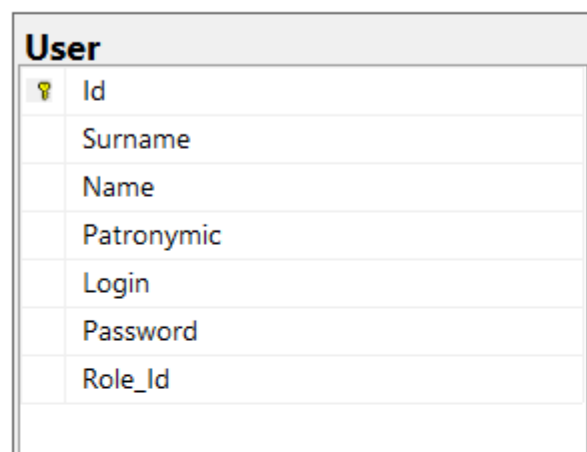 User
Id
Surname
Name
Patronymic
Login
Password
Role_Id